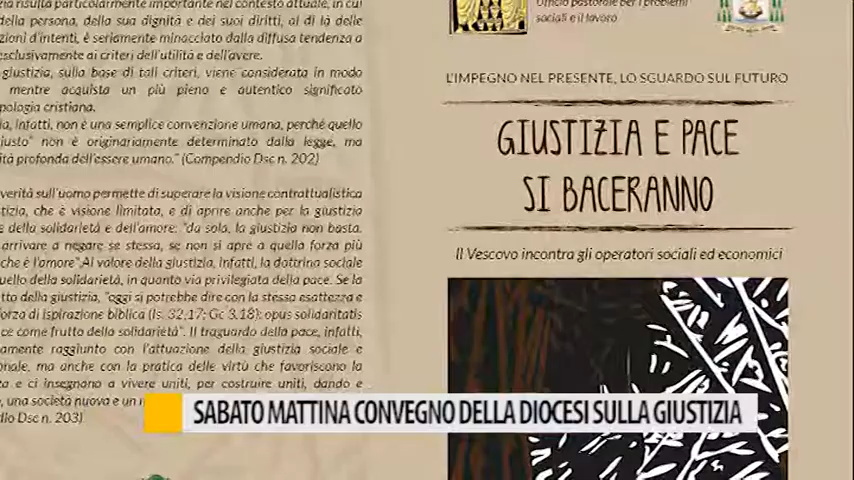 risulta particolarmente importante nel contesto attuale, in cui
della persona, della sua dignità e dei suoi diritti, al di là delle
zioni d'intenti, è seriamente minacciato dalla diffusa tendenza a
esclusivamente ai criteri dell'utilità e dell'avere.
giustizia, sulla base di tali criteri, viene considerata in modo
mentre acquista un più pieno e autentico significato
pologia cristiana.
infatti, non è una semplice convenzione umana, perché quello
iusto" non è originariamente determinato dalla legge, ma
ità profonda dell'essere umano." (Compendio Dsc n. 202)
verità sull'uomo permette di superare la visione contrattualistica
tizia, che è visione limitata, e di aprire anche per la giustizia
della solidarietà e dell'amore: "da sola, la giustizia non basta.
arrivare a negare se stessa, se non si apre a quella forza più
che è l'amore". Al valore della giustizia, infatti, la dottrina sociale
quello della solidarietà, in quanto via privilegiata della pace. Se la
tto della giustizia, "oggi si potrebbe dire con la stessa esattezza e
forza di ispirazione biblica (Is. 32,17; Gc 3,18): opus solidaritatis
ce come frutto della solidarietà". Il traguardo della pace, infatti,
amente raggiunto con l'attuazione della giustizia sociale e
onale, ma anche con la pratica delle virtù che favoriscono la
za e ci insegnano a vivere uniti, per costruire uniti, dando e
una società nuova e un
dio Dsc n. 203)
Ufficio pastorale per i problemi
sociali e il lavoro
L'IMPEGNO NEL PRESENTE, LO SGUARDO SUL FUTURO
GIUSTIZIA E PACE
SI BACERANNO
Il Vescovo incontra gli operatori sociali ed economici
SABATO MATTINA CONVEGNO DELLA DIOCESI SULLA GIUSTIZIA